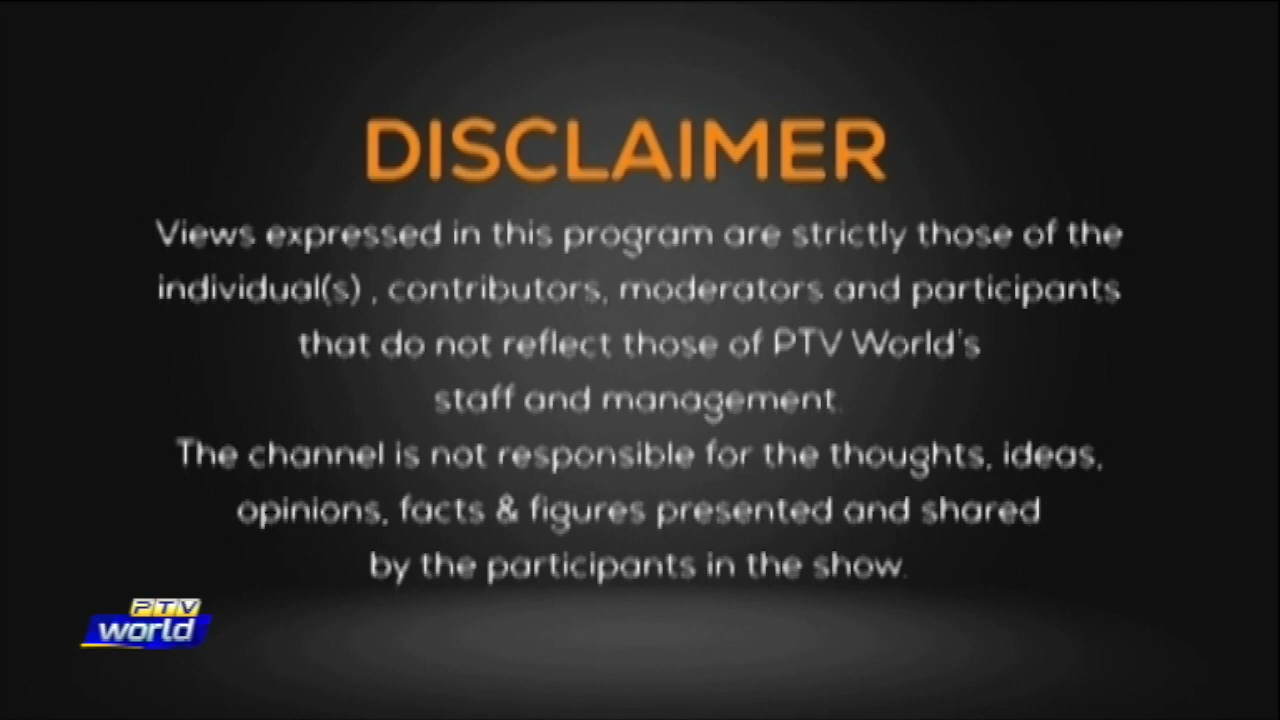 DISCLAIMER
Views expressed in this program are strictly those of the
individual(s) , contributors, moderators and participants
that do not reflect those of PTV World's
staff and management.
The channel is not responsible for the thoughts, ideas,
opinions, facts & figures presented and shared
by the participants in the show.
PTV
world